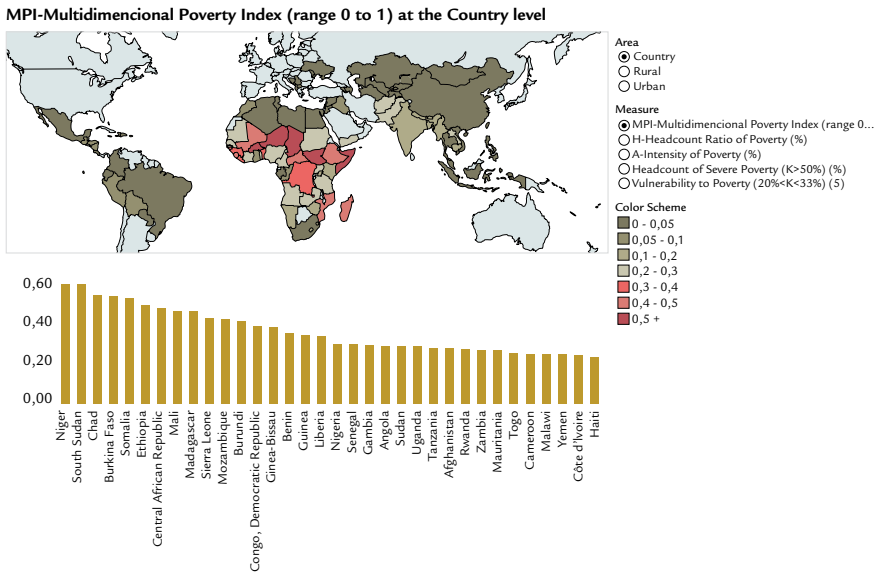 MPI-Multidimencional Poverty Index (range 0 to 1) at the Country level
Area
Country
Rural
Urban
Measure
MPI-Multidimencional Poverty Index (range 0...
H-Headcount Ratio of Poverty (%)
A-Intensity of Poverty (%)
Headcount of Severe Poverty (K>50%) (%)
Vulnerability to Poverty (20%<K<33%) (5)
Color Scheme
0 - 0,05
0,05 - 0,1
0,1 - 0,2
0,2 - 0,3
0,3 - 0,4
0,4 - 0,5
0,5 +
0,60
0,40
0,20
0,00
Niger
South Sudan
Chad
Burkina Faso
Somalia
Ethiopia
Central African Republic
Mali
Madagascar
Sierra Leone
Mozambique
Burundi
Congo, Democratic Republic
Ginea-Bissau
Benin
Guinea
Liberia
Nigeria
Senegal
Gambia
Angola
Sudan
Uganda
Tanzania
Afghanistan
Rwanda
Zambia
Mauritania
Togo
Cameroon
Malawi
Yemen
Côte d'Ivoire
Haiti